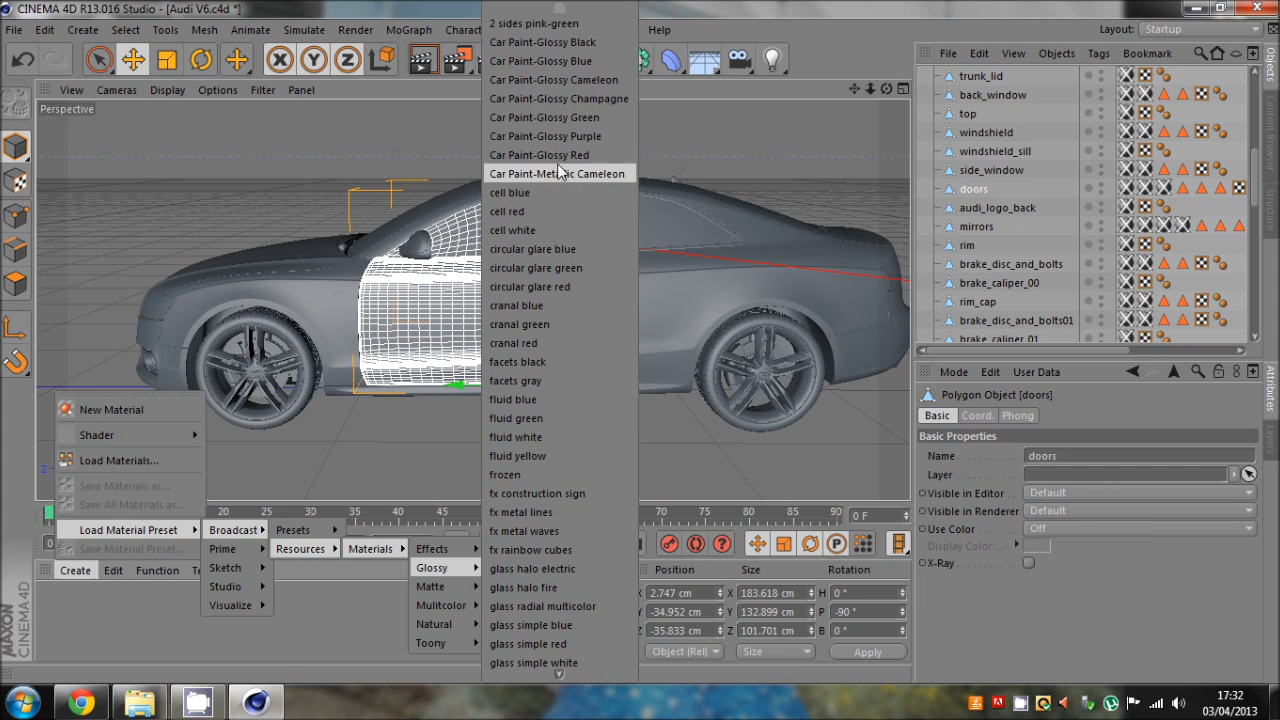 CINEMA 4D R13.016 Studio - [Audi V6.c4d *]
File Edit Create Select Tools Mesh Animate Simulate Render MoGraph Charact Help
Layout: Startup
View Cameras Display Options Filter Panel
Perspective
2 sides pink-green
Car Paint-Glossy Black
Car Paint-Glossy Blue
Car Paint-Glossy Cameleon
Car Paint-Glossy Champagne
Car Paint-Glossy Green
Car Paint-Glossy Purple
Car Paint-Glossy Red
Car Paint-Metallic Cameleon
cell blue
cell red
cell white
circular glare blue
circular glare green
circular glare red
cranal blue
cranal green
cranal red
facets black
facets gray
fluid blue
fluid green
fluid white
fluid yellow
frozen
fx construction sign
fx metal lines
fx metal waves
fx rainbow cubes
glass halo electric
glass halo fire
glass radial multicolor
glass simple blue
glass simple red
glass simple white
New Material
Shader
Load Materials...
Save Materials as...
Save All Materials as...
Load Material Preset
Save Material Preset...
Broadcast
Prime
Sketch
Studio
Visualize
Presets
Resources
Materials
Effects
Glossy
Matte
Mulitcolor
Natural
Toony
20 25 30 35 40 45 65 70 75 80 85 90
0 F
Create Edit Function
Position Size Rotation
X 2.747 cm X 183.618 cm H 0 °
Y -34.952 cm Y 132.899 cm P -90 °
Z -35.833 cm Z 101.701 cm B 0 °
Object (Rel) Size Apply
File Edit View Objects Tags Bookmark
trunk_lid
back_window
top
windshield
windshield_sill
side_window
doors
audi_logo_back
mirrors
rim
brake_disc_and_bolts
brake_caliper_00
rim_cap
brake_disc_and_bolts01
brake_caliper_01
Objects
Content Browser
Structure
Mode Edit User Data
Polygon Object [doors]
Basic Coord. Phong
Basic Properties
Name doors
Layer
Visible in Editor Default
Visible in Renderer Default
Use Color Off
Display Color
X-Ray
Attributes
Layers
MAXON
CINEMA4D
17:32
03/04/2013